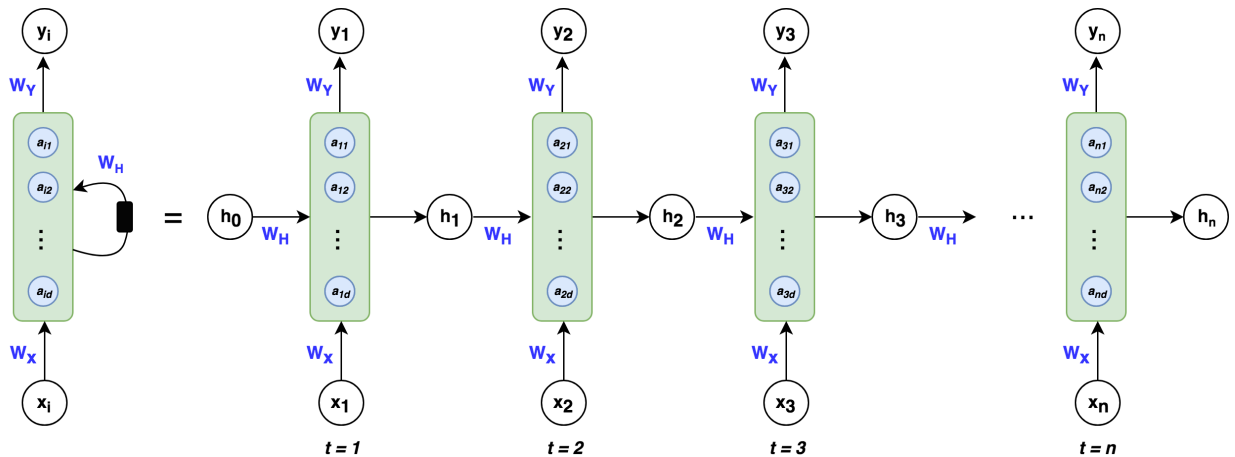 yi y1 y2 y3 yn
WY WY WY WY WY
ai1 a11 a21 a31 an1
WH
ai2 a12 a22 a32 an2
= h0 h1 h2 h3 ... hn
WH WH WH WH
⋮ ⋮ ⋮ ⋮ ⋮
aid a1d a2d a3d and
WX WX WX WX WX
xi x1 x2 x3 xn
t = 1 t = 2 t = 3 t = n